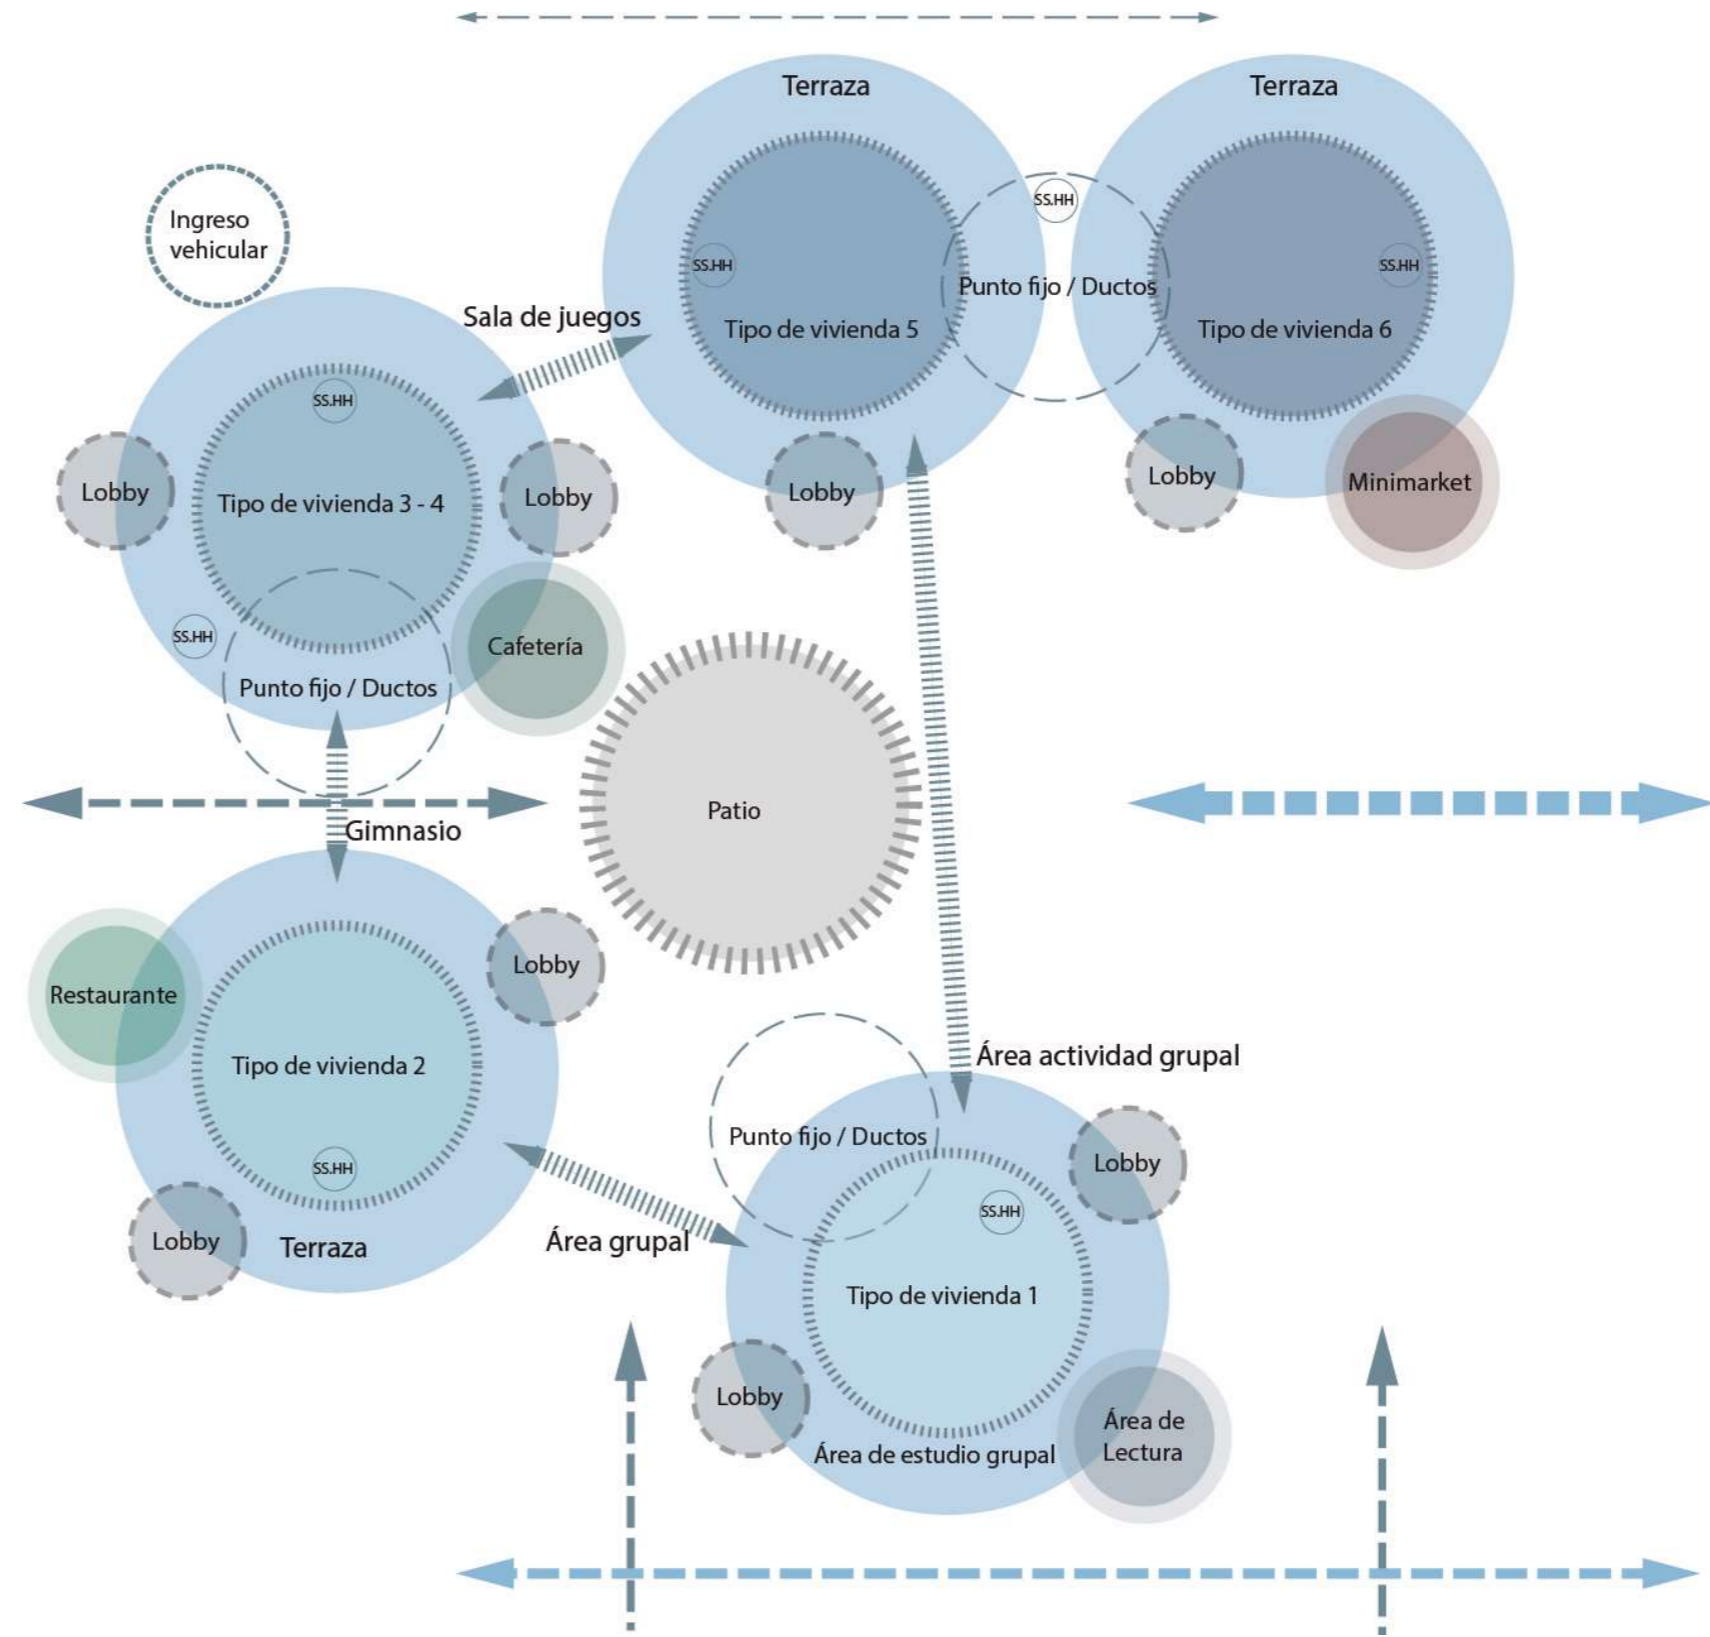 Terraza
Terraza
Ingreso
vehicular
SS.HH
SS.HH
SS.HH
Punto fijo / Ductos
Sala de juegos
Tipo de vivienda 5
Tipo de vivienda 6
SS.HH
Lobby
Tipo de vivienda 3 - 4
Lobby
Lobby
Lobby
Minimarket
SS.HH
Cafetería
Punto fijo / Ductos
Patio
Gimnasio
Lobby
Restaurante
Tipo de vivienda 2
Área actividad grupal
Punto fijo / Ductos
SS.HH
Lobby
SS.HH
Lobby
Terraza
Área grupal
Tipo de vivienda 1
Lobby
Área de estudio grupal
Área de
Lectura